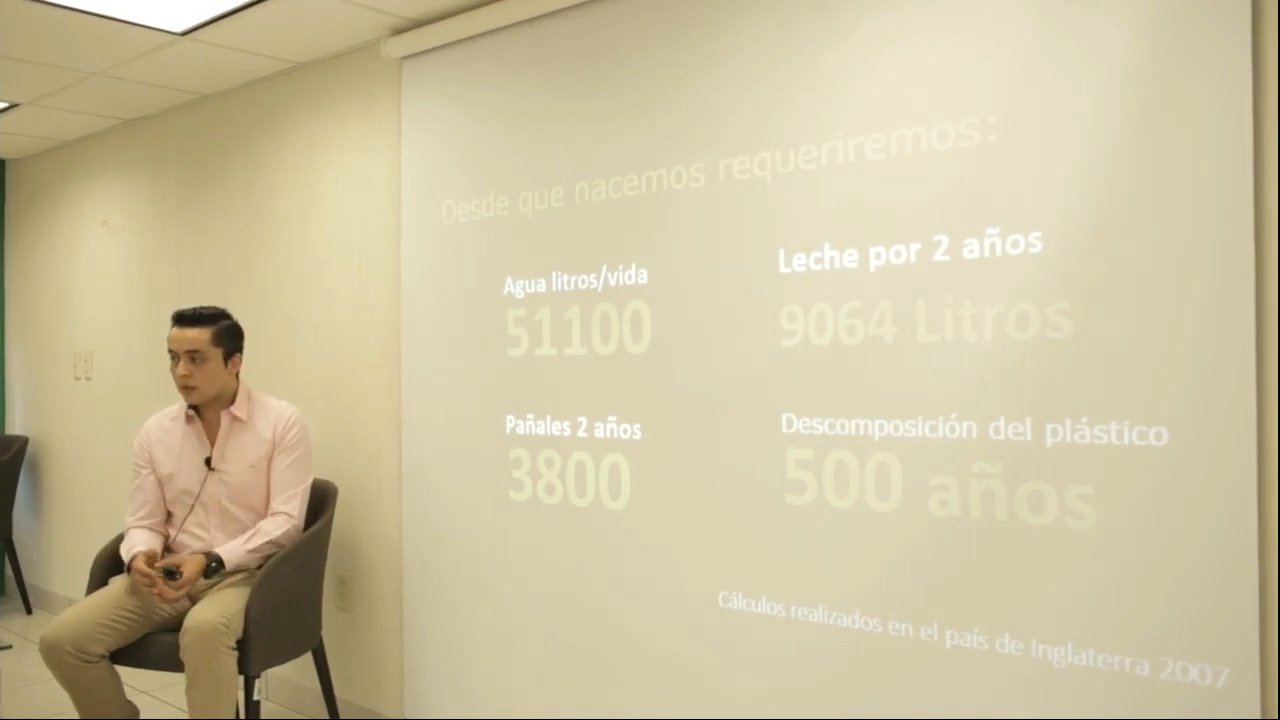 Desde que nacemos requeriremos:
Agua litros/vida
51100
Leche por 2 años
9064 Litros
Pañales 2 años
3800
Descomposición del plástico
500 años
Cálculos realizados en el país de Inglaterra 2007